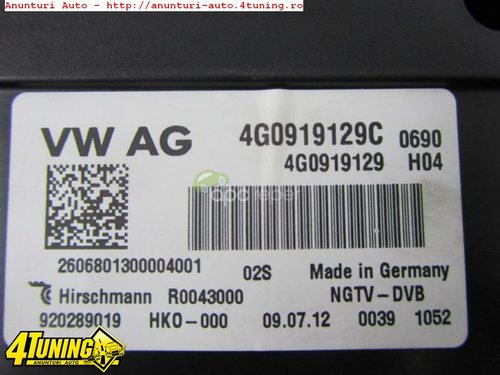 Anunturi Auto - http://anunturi-auto.4tuning.ro
VW AG
4G0919129C 0690
4G0919129 H04
2606801300004001 02S Made in Germany
Hirschmann R0043000 NGTV-DVB
920289019 HKO-000 09.07.12 0039 1052
4TUNING
ANUNTURI AUTO